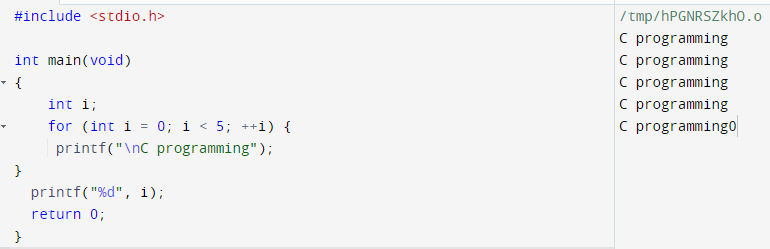 #include <stdio.h>
int main(void)
{
int i;
for (int i = 0; i < 5; ++i) {
printf("\nC programming");
}
printf("%d", i);
return 0;
}
/tmp/hPGNRSZkhO.o
C programming
C programming
C programming
C programming
C programming0